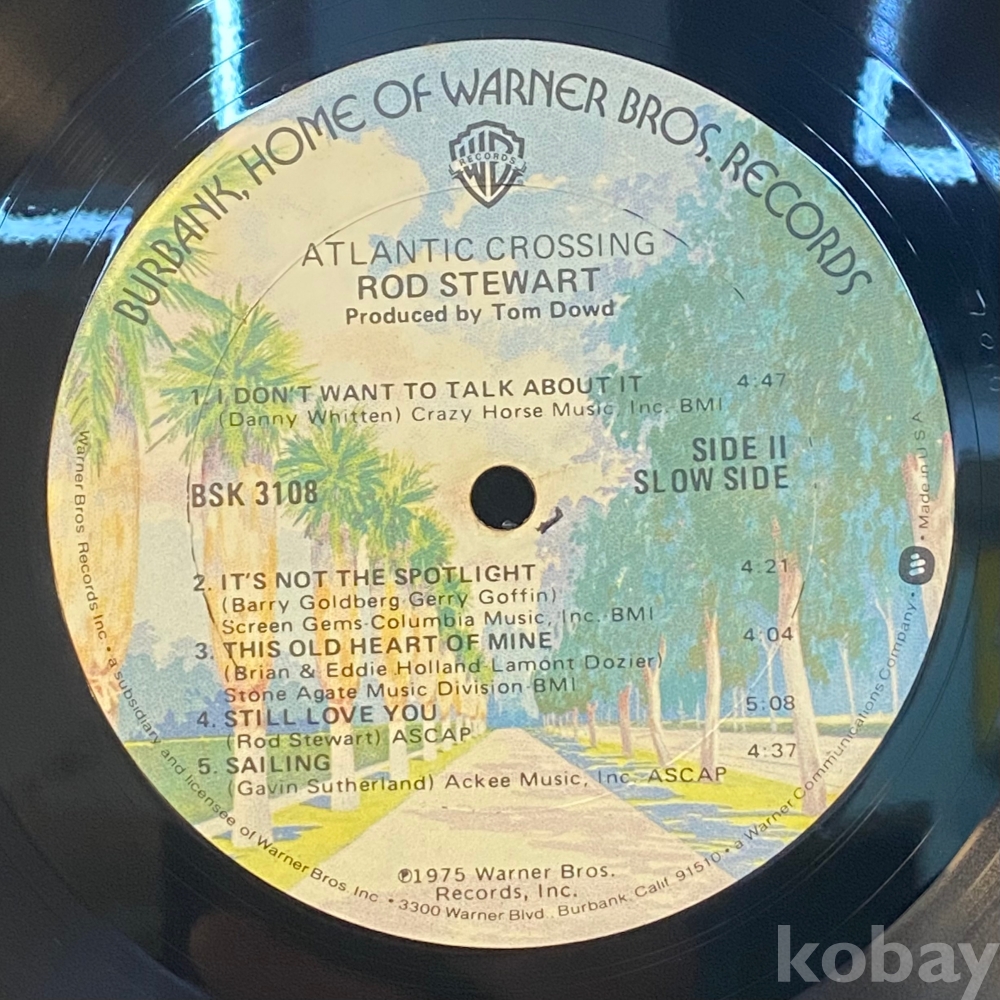 BURBANK, HOME OF WARNER BROS. RECORDS
RECORDS
ATLANTIC CROSSING
ROD STEWART
Produced by Tom Dowd
1. I DON'T WANT TO TALK ABOUT IT 4:47
(Danny Whitten) Crazy Horse Music, Inc. BMI
SIDE II
BSK 3108 SLOW SIDE
2. IT'S NOT THE SPOTLIGHT 4:21
(Barry Goldberg-Gerry Goffin)
Screen Gems-Columbia Music, Inc.-BMI
3. THIS OLD HEART OF MINE 4:04
(Brian & Eddie Holland-Lamont Dozier)
Stone Agate Music Division-BMI
4. STILL LOVE YOU 5:08
(Rod Stewart) ASCAP
5. SAILING 4:37
(Gavin Sutherland) Ackee Music, Inc. ASCAP
℗1975 Warner Bros.
Records, Inc.
Warner Bros Records Inc. • a subsidiary and licensee of Warner Bros. Inc. • 3300 Warner Blvd., Burbank, Calif. 91510 • a Warner Communications Company. • Made in U S A
kobay